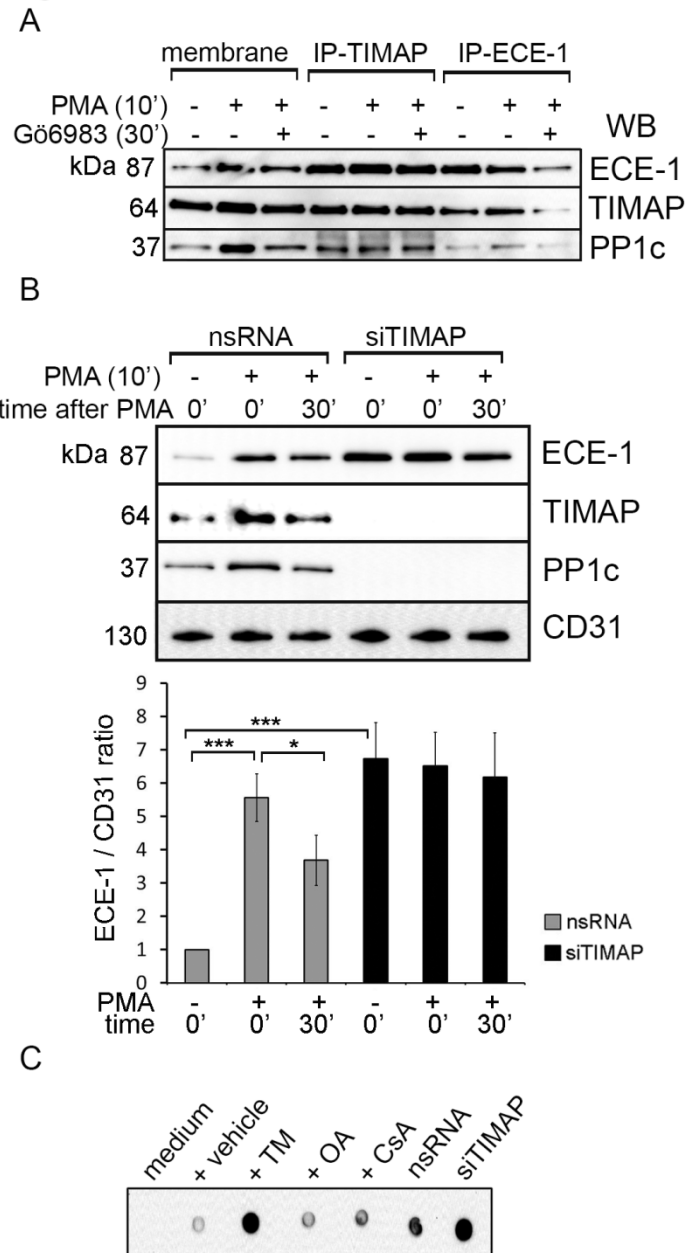 A
membrane IP-TIMAP IP-ECE-1
PMA (10') - + + - + + - + +
Gö6983 (30') - - + - - + - - + WB
kDa 87 ECE-1
64 TIMAP
37 PP1c
B
nsRNA siTIMAP
PMA (10') - + + - + +
time after PMA 0' 0' 30' 0' 0' 30'
kDa 87 ECE-1
64 TIMAP
37 PP1c
130 CD31
ECE-1 / CD31 ratio
9
8
7
6
5
4
3
2
1
0
***
*** *
nsRNA
siTIMAP
PMA - + + - + +
time 0' 0' 30' 0' 0' 30'
C
medium + vehicle + TM + OA + CsA nsRNA siTIMAP